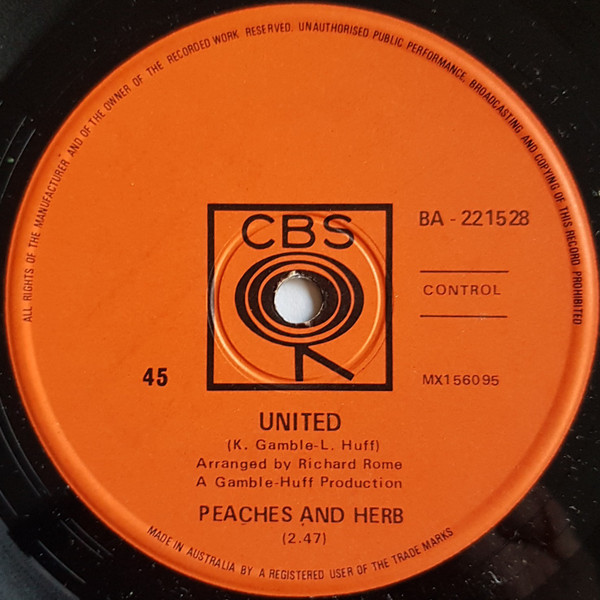 ALL RIGHTS OF THE MANUFACTURER AND OF THE OWNER OF THE RECORDED WORK RESERVED. UNAUTHORISED PUBLIC PERFORMANCE, BROADCASTING AND COPYING OF THIS RECORD PROHIBITED
CBS
BA - 221528
CONTROL
45
MX156095
UNITED
(K. Gamble-L. Huff)
Arranged by Richard Rome
A Gamble-Huff Production
PEACHES AND HERB
(2.47)
MADE IN AUSTRALIA BY A REGISTERED USER OF THE TRADE MARKS